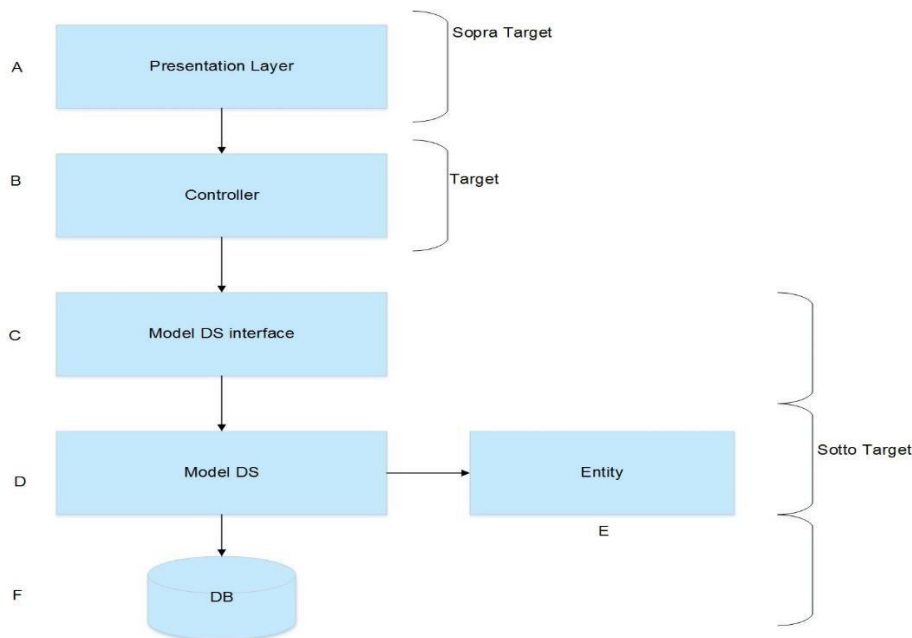 Sopra Target
A
Presentation Layer
B
Target
Controller
C
Model DS interface
Sotto Target
D
Model DS
Entity
E
F
DB